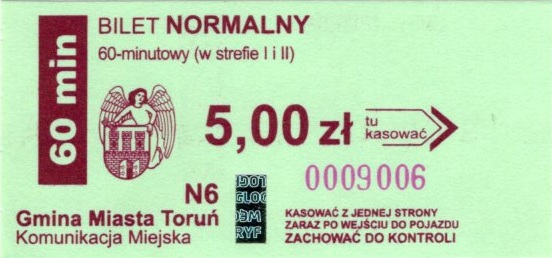 60 min
BILET NORMALNY
60-minutowy (w strefie I i II)
5,00 zł
tu
kasować
0009006
N6
Gmina Miasta Toruń
Komunikacja Miejska
KASOWAĆ Z JEDNEJ STRONY
ZARAZ PO WEJŚCIU DO POJAZDU
ZACHOWAĆ DO KONTROLI